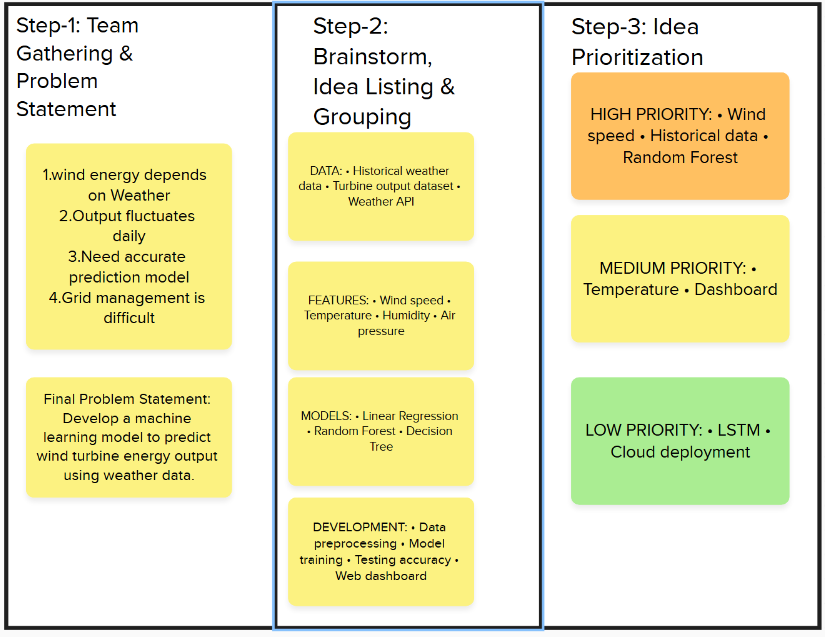 Step-1: Team
Gathering &
Problem
Statement
1.wind energy depends
on Weather
2.Output fluctuates
daily
3.Need accurate
prediction model
4.Grid management is
difficult
Final Problem Statement:
Develop a machine
learning model to predict
wind turbine energy output
using weather data.
Step-2:
Brainstorm,
Idea Listing &
Grouping
DATA: • Historical weather
data • Turbine output dataset •
Weather API
FEATURES: • Wind speed •
Temperature • Humidity • Air
pressure
MODELS: • Linear Regression
• Random Forest • Decision
Tree
DEVELOPMENT: • Data
preprocessing • Model
training • Testing accuracy •
Web dashboard
Step-3: Idea
Prioritization
HIGH PRIORITY: • Wind
speed • Historical data •
Random Forest
MEDIUM PRIORITY: •
Temperature • Dashboard
LOW PRIORITY: • LSTM •
Cloud deployment